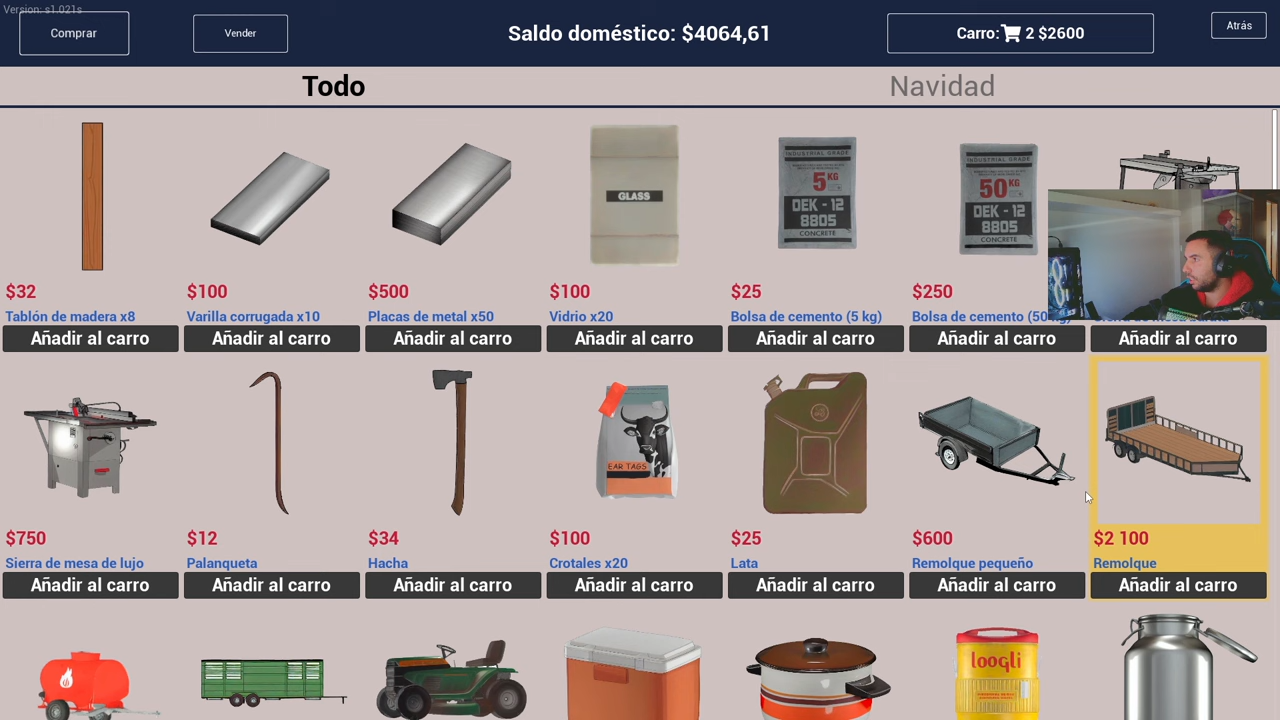 Version: s1.021s
Comprar
Vender
Saldo doméstico: $4064,61
Carro: 2 $2600
Atrás
Todo
Navidad
GLASS
INDUSTRIAL GRADE
5 KG
DEK - 12
8805
CONCRETE
INDUSTRIAL GRADE
50 KG
DEK - 12
8805
CONCRETE
$32
$100
$500
$100
$25
$250
Tablón de madera x8
Varilla corrugada x10
Placas de metal x50
Vidrio x20
Bolsa de cemento (5 kg)
Bolsa de cemento (50
Añadir al carro
Añadir al carro
Añadir al carro
Añadir al carro
Añadir al carro
Añadir al carro
Añadir al carro
EAR TAGS
$750
$12
$34
$100
$25
$600
$2 100
Sierra de mesa de lujo
Palanqueta
Hacha
Crotales x20
Lata
Remolque pequeño
Remolque
Añadir al carro
Añadir al carro
Añadir al carro
Añadir al carro
Añadir al carro
Añadir al carro
Añadir al carro
looqli